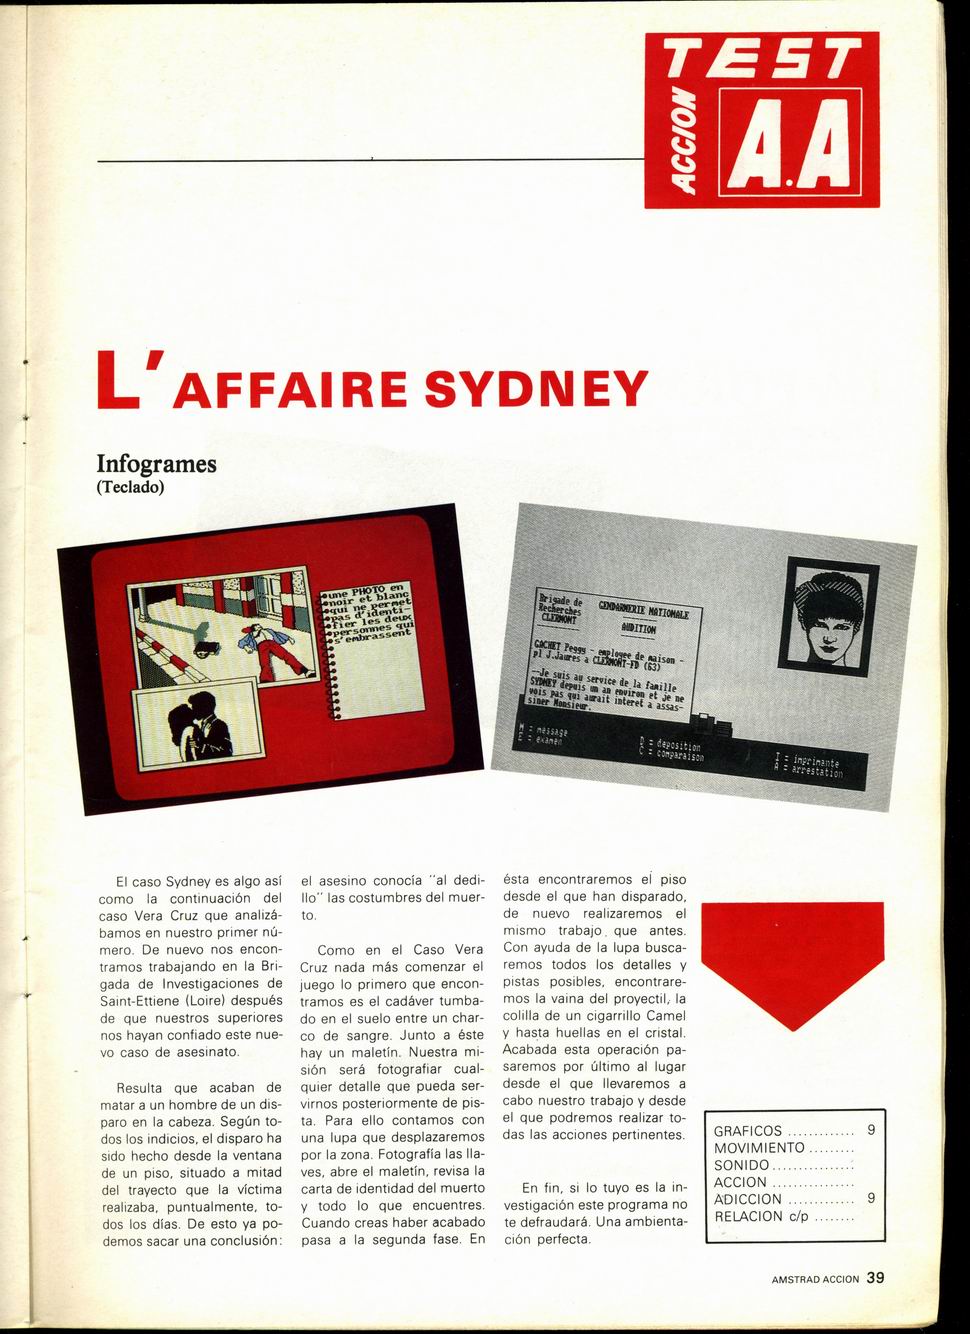 TEST
ACCION
A.A
L'AFFAIRE SYDNEY
Infogrames
(Teclado)
une PHOTO en
noir et blanc
qui ne permet
pas d'identi-
fier les deux
personnes qui
s'embrassent
Brigade de
Recherches
CLERMONT
GENDARMERIE NATIONALE
AUDITION
GACHET Peggy - employee de maison -
pl J.Jaures a CLERMONT-FD (63)
--Je suis au service de la famille
SYDNEY depuis un an environ et je ne
vois pas qui aurait interet a assas-
siner Monsieur.
M = message
E = examen
D = deposition
C = comparaison
I = imprimante
A = arrestation
El caso Sydney es algo así
como la continuación del
caso Vera Cruz que analizá-
bamos en nuestro primer nú-
mero. De nuevo nos encon-
tramos trabajando en la Bri-
gada de Investigaciones de
Saint-Ettiene (Loire) después
de que nuestros superiores
nos hayan confiado este nue-
vo caso de asesinato.
Resulta que acaban de
matar a un hombre de un dis-
paro en la cabeza. Según to-
dos los indicios, el disparo ha
sido hecho desde la ventana
de un piso, situado a mitad
del trayecto que la víctima
realizaba, puntualmente, to-
dos los días. De esto ya po-
demos sacar una conclusión:
el asesino conocía "al dedi-
llo" las costumbres del muer-
to.
Como en el Caso Vera
Cruz nada más comenzar el
juego lo primero que encon-
tramos es el cadáver tumba-
do en el suelo entre un char-
co de sangre. Junto a éste
hay un maletín. Nuestra mi-
sión será fotografiar cual-
quier detalle que pueda ser-
virnos posteriormente de pis-
ta. Para ello contamos con
una lupa que desplazaremos
por la zona. Fotografía las lla-
ves, abre el maletín, revisa la
carta de identidad del muerto
y todo lo que encuentres.
Cuando creas haber acabado
pasa a la segunda fase. En
ésta encontraremos el piso
desde el que han disparado,
de nuevo realizaremos el
mismo trabajo que antes.
Con ayuda de la lupa busca-
remos todos los detalles y
pistas posibles, encontrare-
mos la vaina del proyectil, la
colilla de un cigarrillo Camel
y hasta huellas en el cristal.
Acabada esta operación pa-
saremos por último al lugar
desde el que llevaremos a
cabo nuestro trabajo y desde
el que podremos realizar to-
das las acciones pertinentes.
En fin, si lo tuyo es la in-
vestigación este programa no
te defraudará. Una ambienta-
ción perfecta.
GRAFICOS ............. 9
MOVIMIENTO .........
SONIDO................
ACCION ................
ADICCION ............. 9
RELACION c/p ........
AMSTRAD ACCION 39